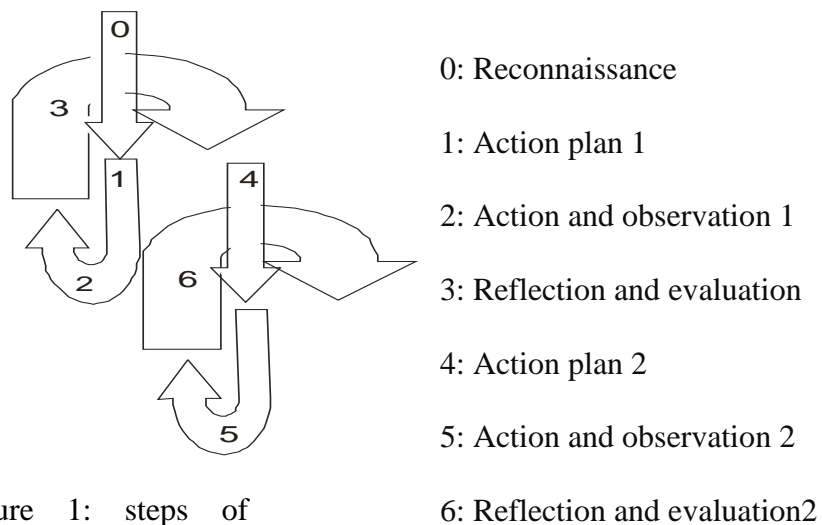 0
3
1
4
2
6
5
0: Reconnaissance
1: Action plan 1
2: Action and observation 1
3: Reflection and evaluation
4: Action plan 2
5: Action and observation 2
6: Reflection and evaluation2
ure 1: steps of